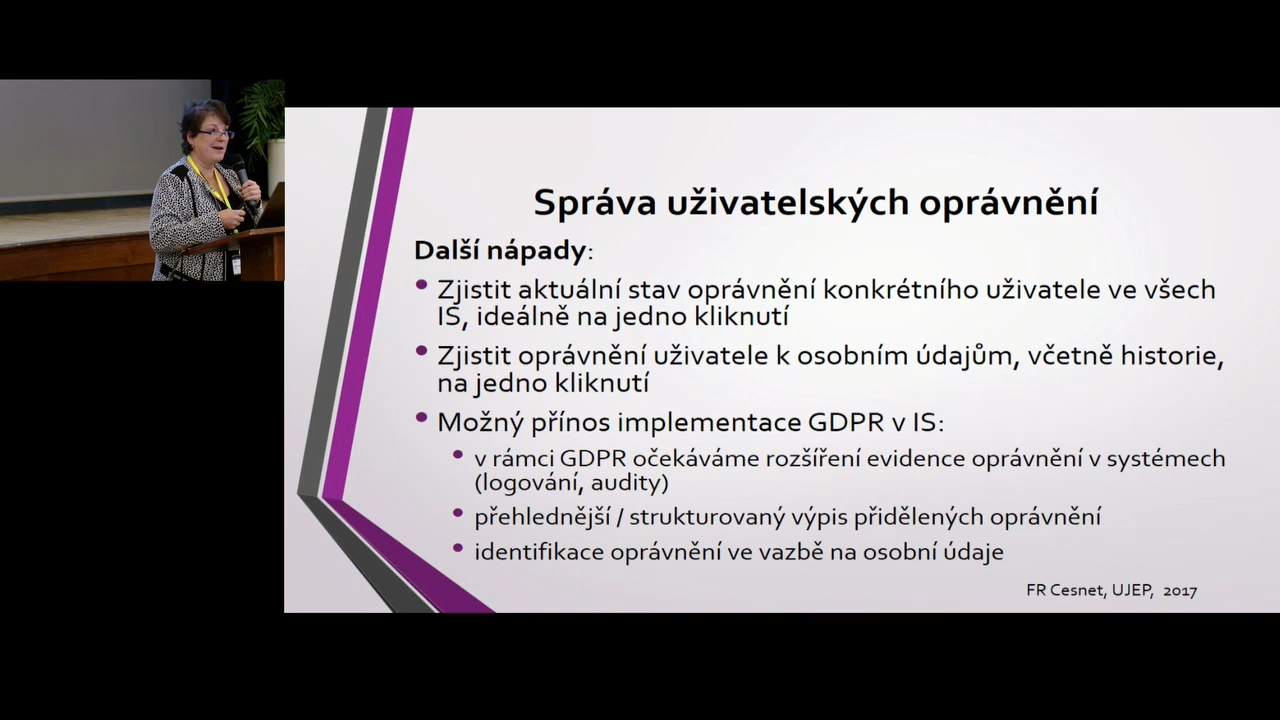 Správa uživatelských oprávnění
Další nápady:
• Zjistit aktuální stav oprávnění konkrétního uživatele ve všech
IS, ideálně na jedno kliknutí
• Zjistit oprávnění uživatele k osobním údajům, včetně historie,
na jedno kliknutí
• Možný přínos implementace GDPR v IS:
• v rámci GDPR očekáváme rozšíření evidence oprávnění v systémech
(logování, audity)
• přehlednější / strukturovaný výpis přidělených oprávnění
• identifikace oprávnění ve vazbě na osobní údaje
FR Cesnet, UJEP, 2017